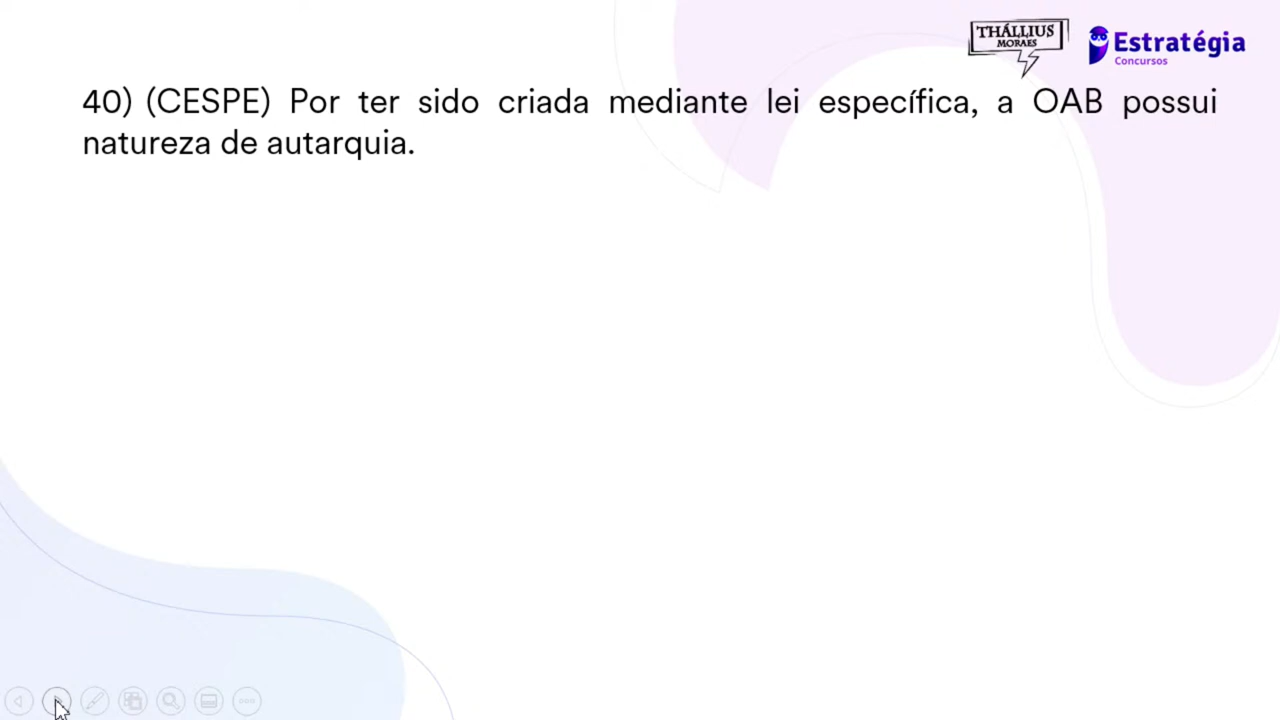 THÁLLIUS
MORAES
Estratégia
Concursos
40) (CESPE) Por ter sido criada mediante lei específica, a OAB possui
natureza de autarquia.